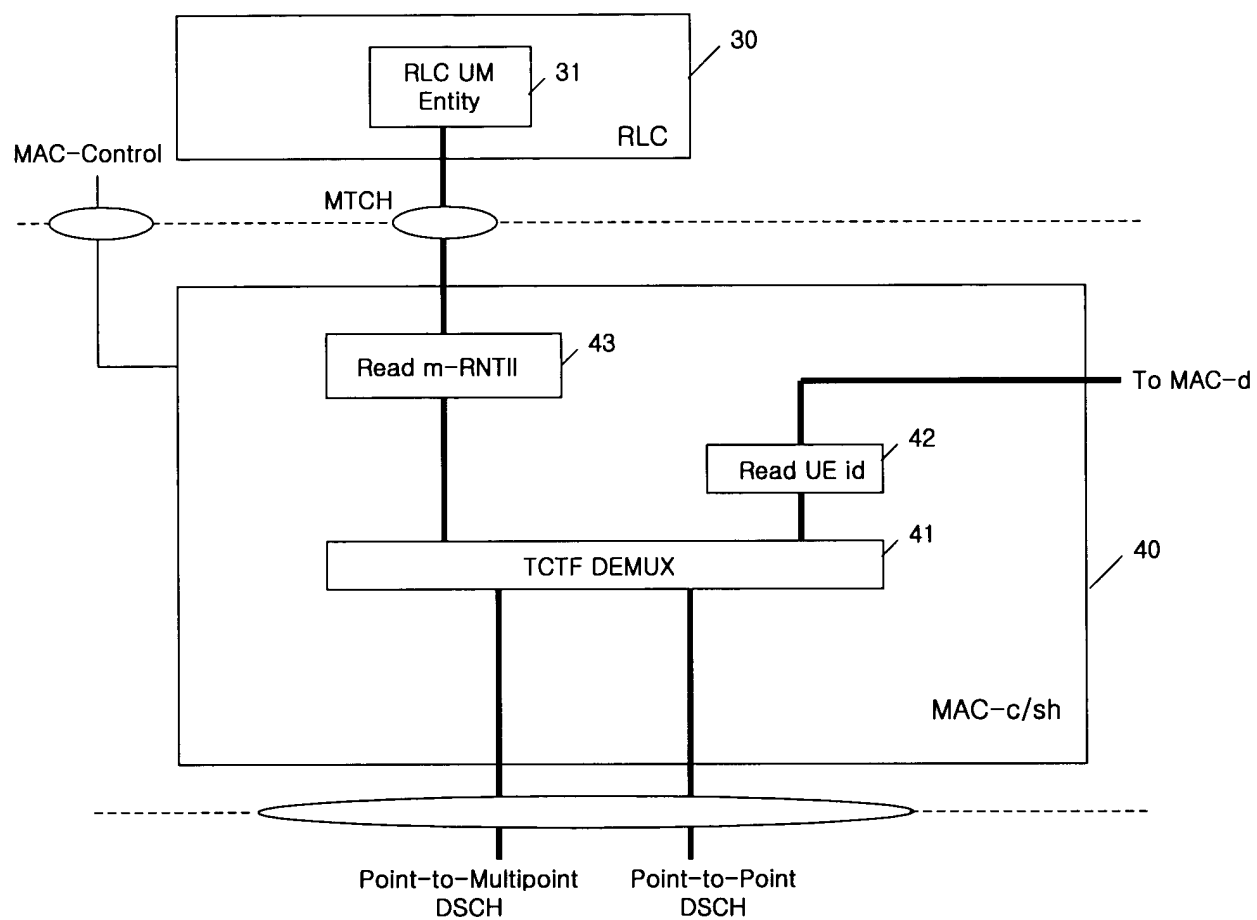 30
RLC UM
Entity
31
RLC
MAC-Control
MTCH
Read m-RNTII
43
To MAC-d
Read UE id
42
TCTF DEMUX
41
40
MAC-c/sh
Point-to-Multipoint
DSCH
Point-to-Point
DSCH